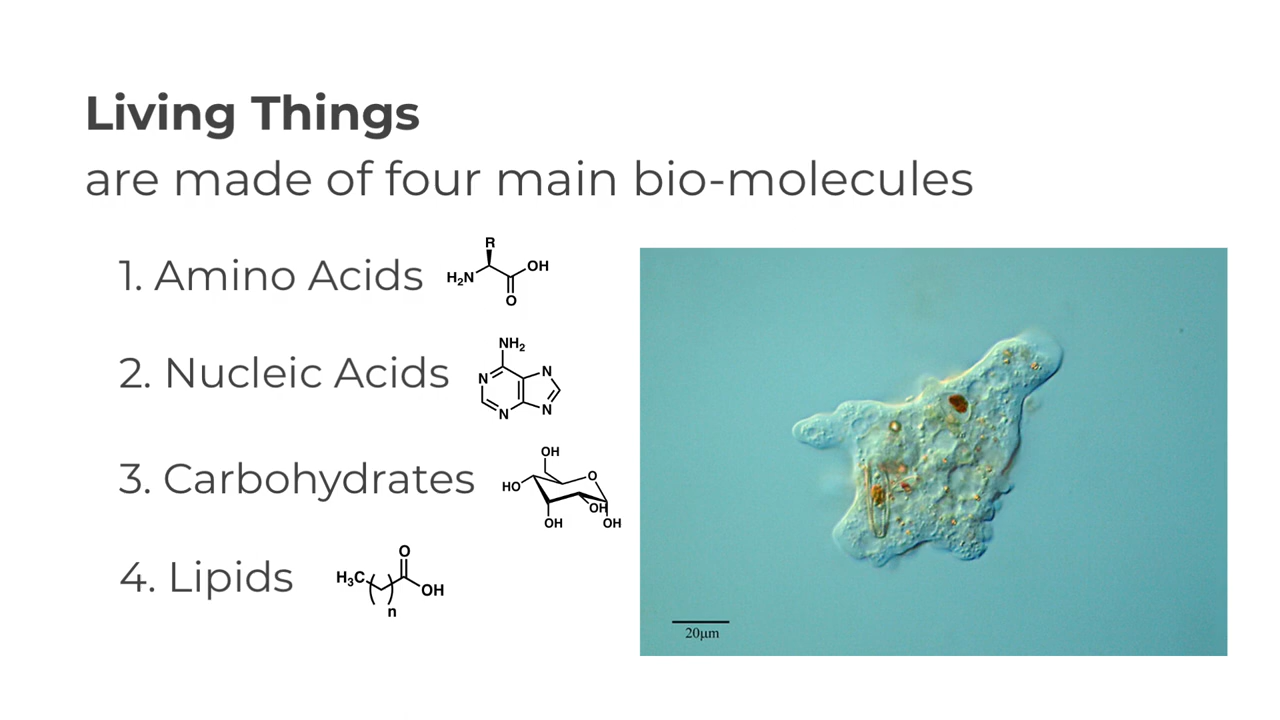 Living Things
are made of four main bio-molecules
1. Amino Acids
R
H₂N
OH
O
2. Nucleic Acids
NH₂
N
N
N
N
3. Carbohydrates
OH
HO
O
OH
OH
OH
4. Lipids
O
H₃C
OH
n
20µm